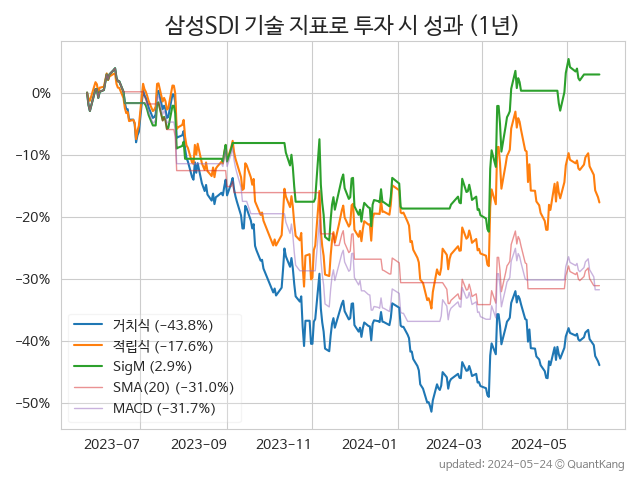 삼성SDI 기술 지표로 투자 시 성과 (1년)
0%
−10%
−20%
−30%
−40%
−50%
거치식 (−43.8%)
적립식 (−17.6%)
SigM (2.9%)
SMA(20) (−31.0%)
MACD (−31.7%)
2023-07
2023-09
2023-11
2024-01
2024-03
2024-05
updated: 2024-05-24 © QuantKang